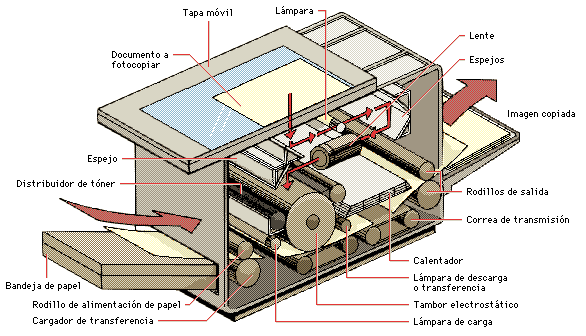 Tapa móvil
Lámpara
Documento a
fotocopiar
Lente
Espejos
Imagen copiada
Espejo
Distribuidor de tóner
Rodillos de salida
Correa de transmisión
Calentador
Bandeja de papel
Lámpara de descarga
o transferencia
Rodillo de alimentación de papel
Tambor electrostático
Cargador de transferencia
Lámpara de carga